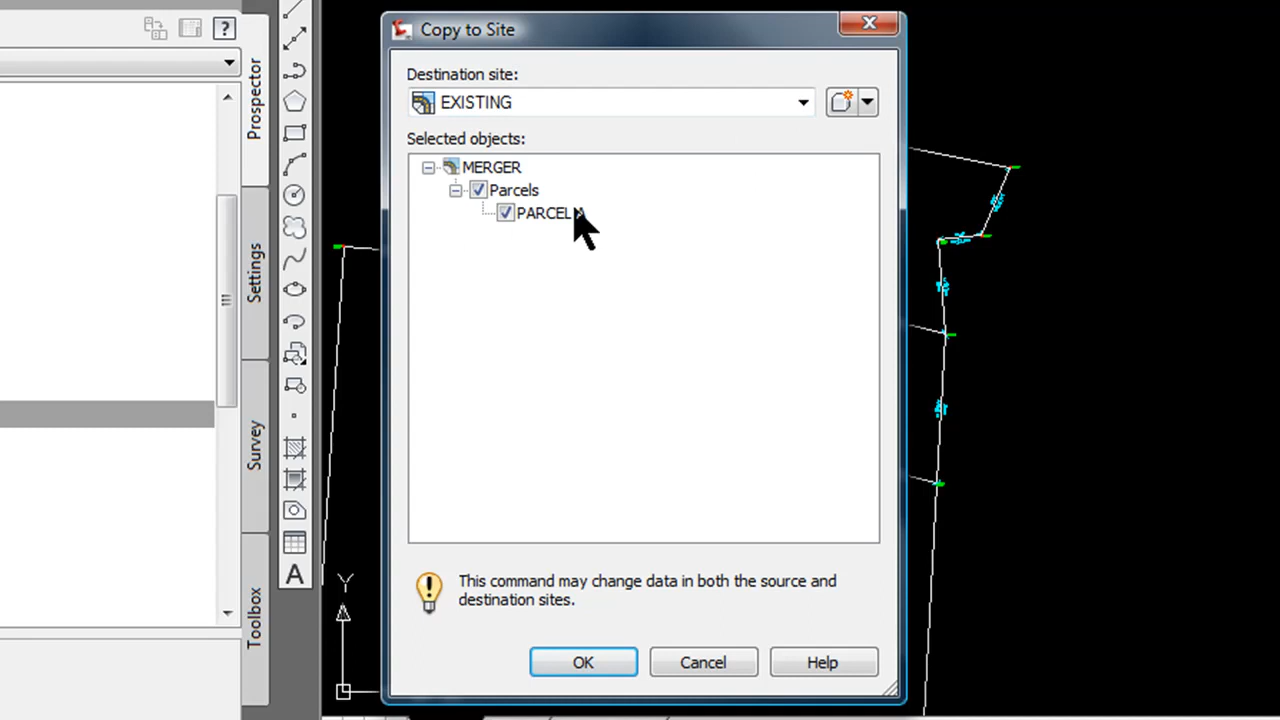 Copy to Site
Destination site:
EXISTING
Selected objects:
MERGER
Parcels
PARCEL
This command may change data in both the source and
destination sites.
OK
Cancel
Help
Prospector
Settings
Survey
Toolbox
?
A
Y